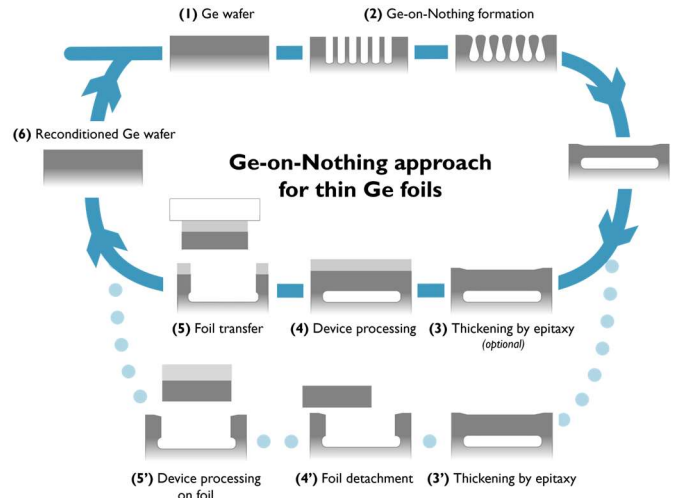 (1) Ge wafer
(2) Ge-on-Nothing formation
(6) Reconditioned Ge wafer
Ge-on-Nothing approach
for thin Ge foils
(5) Foil transfer
(4) Device processing
(3) Thickening by epitaxy
(optional)
(5') Device processing
on foil
(4') Foil detachment
(3') Thickening by epitaxy